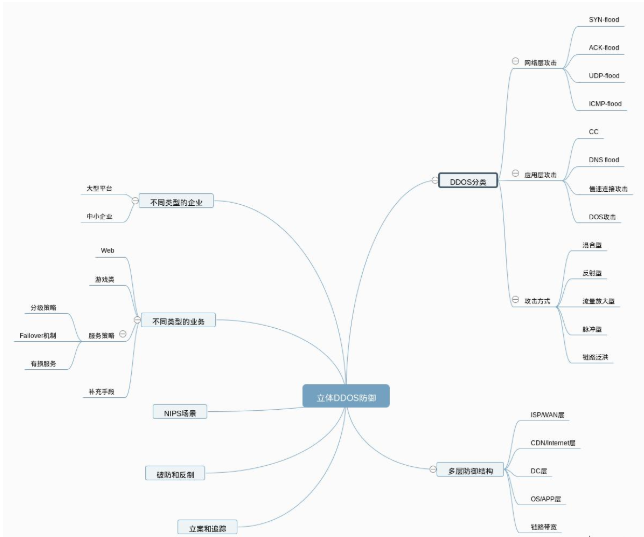 立体DDOS防御
DDOS分类
网络层攻击
SYN-flood
ACK-flood
UDP-flood
ICMP-flood
应用层攻击
CC
DNS flood
慢速连接攻击
DOS攻击
攻击方式
混合型
反射型
流量放大型
脉冲型
链路泛洪
多层防御结构
ISP/WAN层
CDN/Internet层
DC层
OS/APP层
链路带宽
不同类型的企业
大型平台
中小企业
不同类型的业务
Web
游戏类
服务策略
分级策略
Failover机制
有损服务
补充手段
NIPS场景
破防和反制
立案和追踪